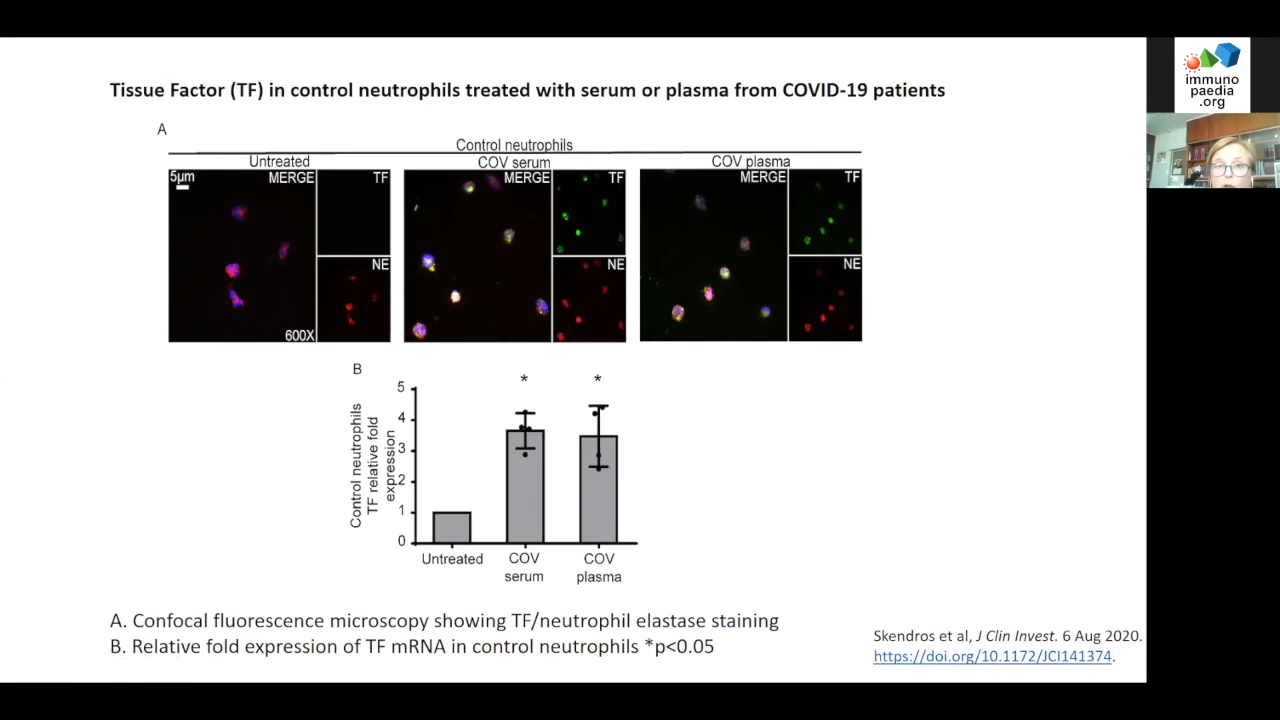 Tissue Factor (TF) in control neutrophils treated with serum or plasma from COVID-19 patients
immuno
paedia
.org
A
Control neutrophils
Untreated
COV serum
COV plasma
5µm
MERGE
TF
NE
600X
MERGE
TF
NE
MERGE
TF
NE
B
Control neutrophils
TF relative fold
expression
5
4
3
2
1
0
*
*
Untreated
COV
serum
COV
plasma
A. Confocal fluorescence microscopy showing TF/neutrophil elastase staining
B. Relative fold expression of TF mRNA in control neutrophils *p<0.05
Skendros et al, J Clin Invest. 6 Aug 2020.
https://doi.org/10.1172/JCI141374.